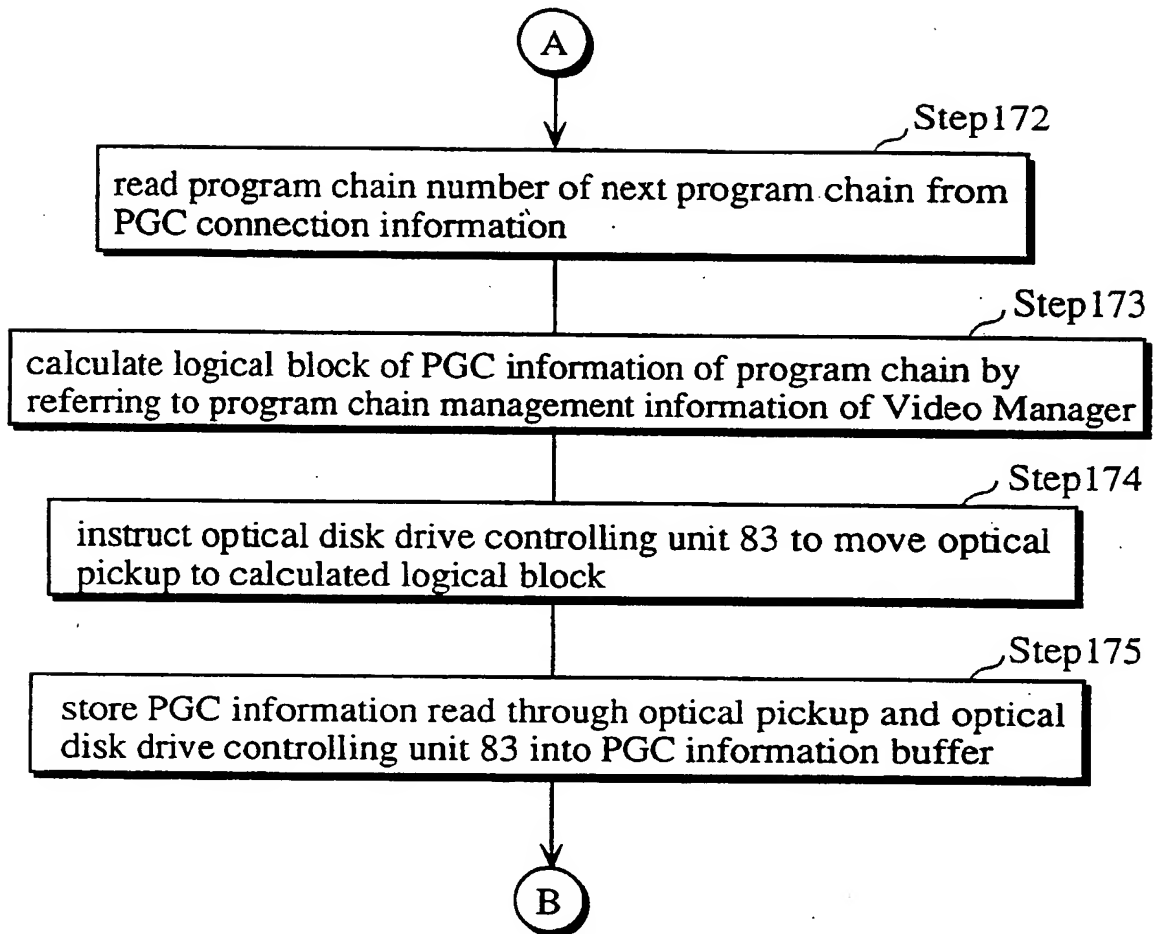 A
Step172
read program chain number of next program chain from
PGC connection information
Step173
calculate logical block of PGC information of program chain by
referring to program chain management information of Video Manager
Step174
instruct optical disk drive controlling unit 83 to move optical
pickup to calculated logical block
Step175
store PGC information read through optical pickup and optical
disk drive controlling unit 83 into PGC information buffer
B